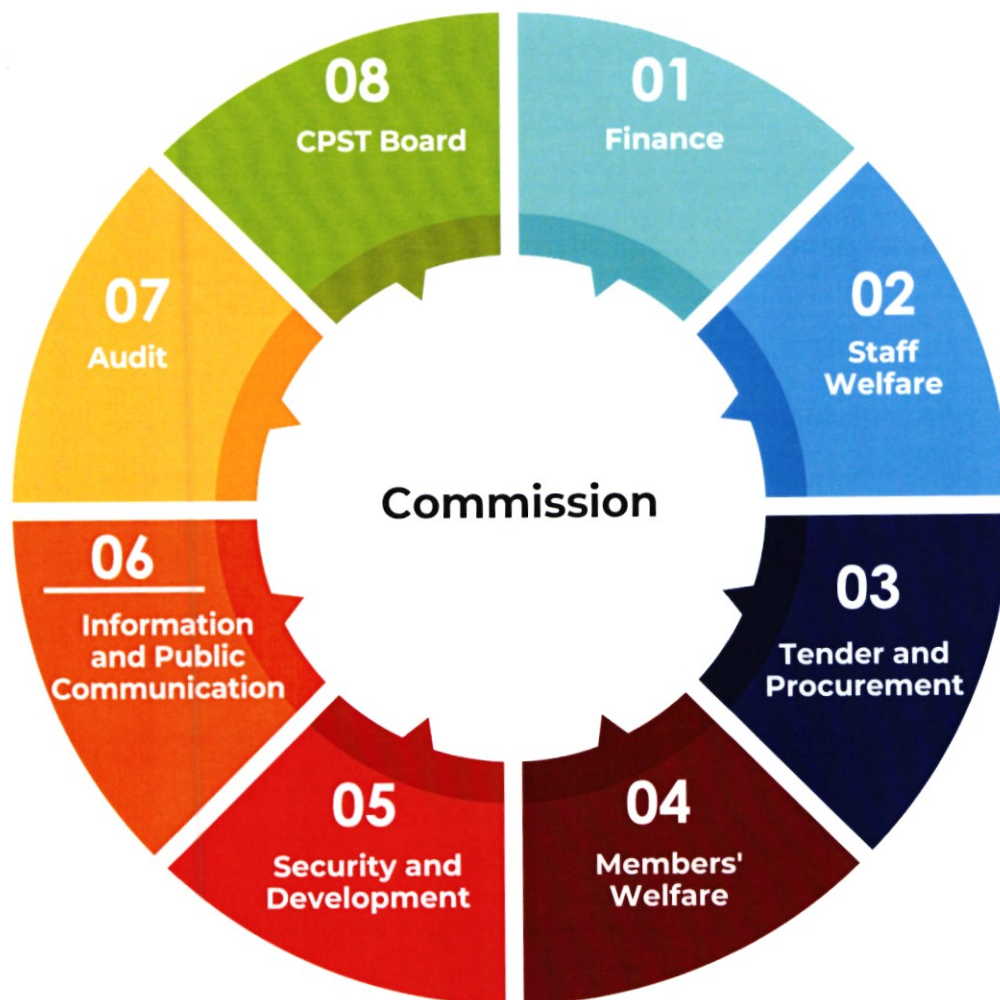 01
Finance
02
Staff
Welfare
03
Tender and
Procurement
04
Members'
Welfare
05
Security and
Development
06
Information
and Public
Communication
07
Audit
08
CPST Board
Commission